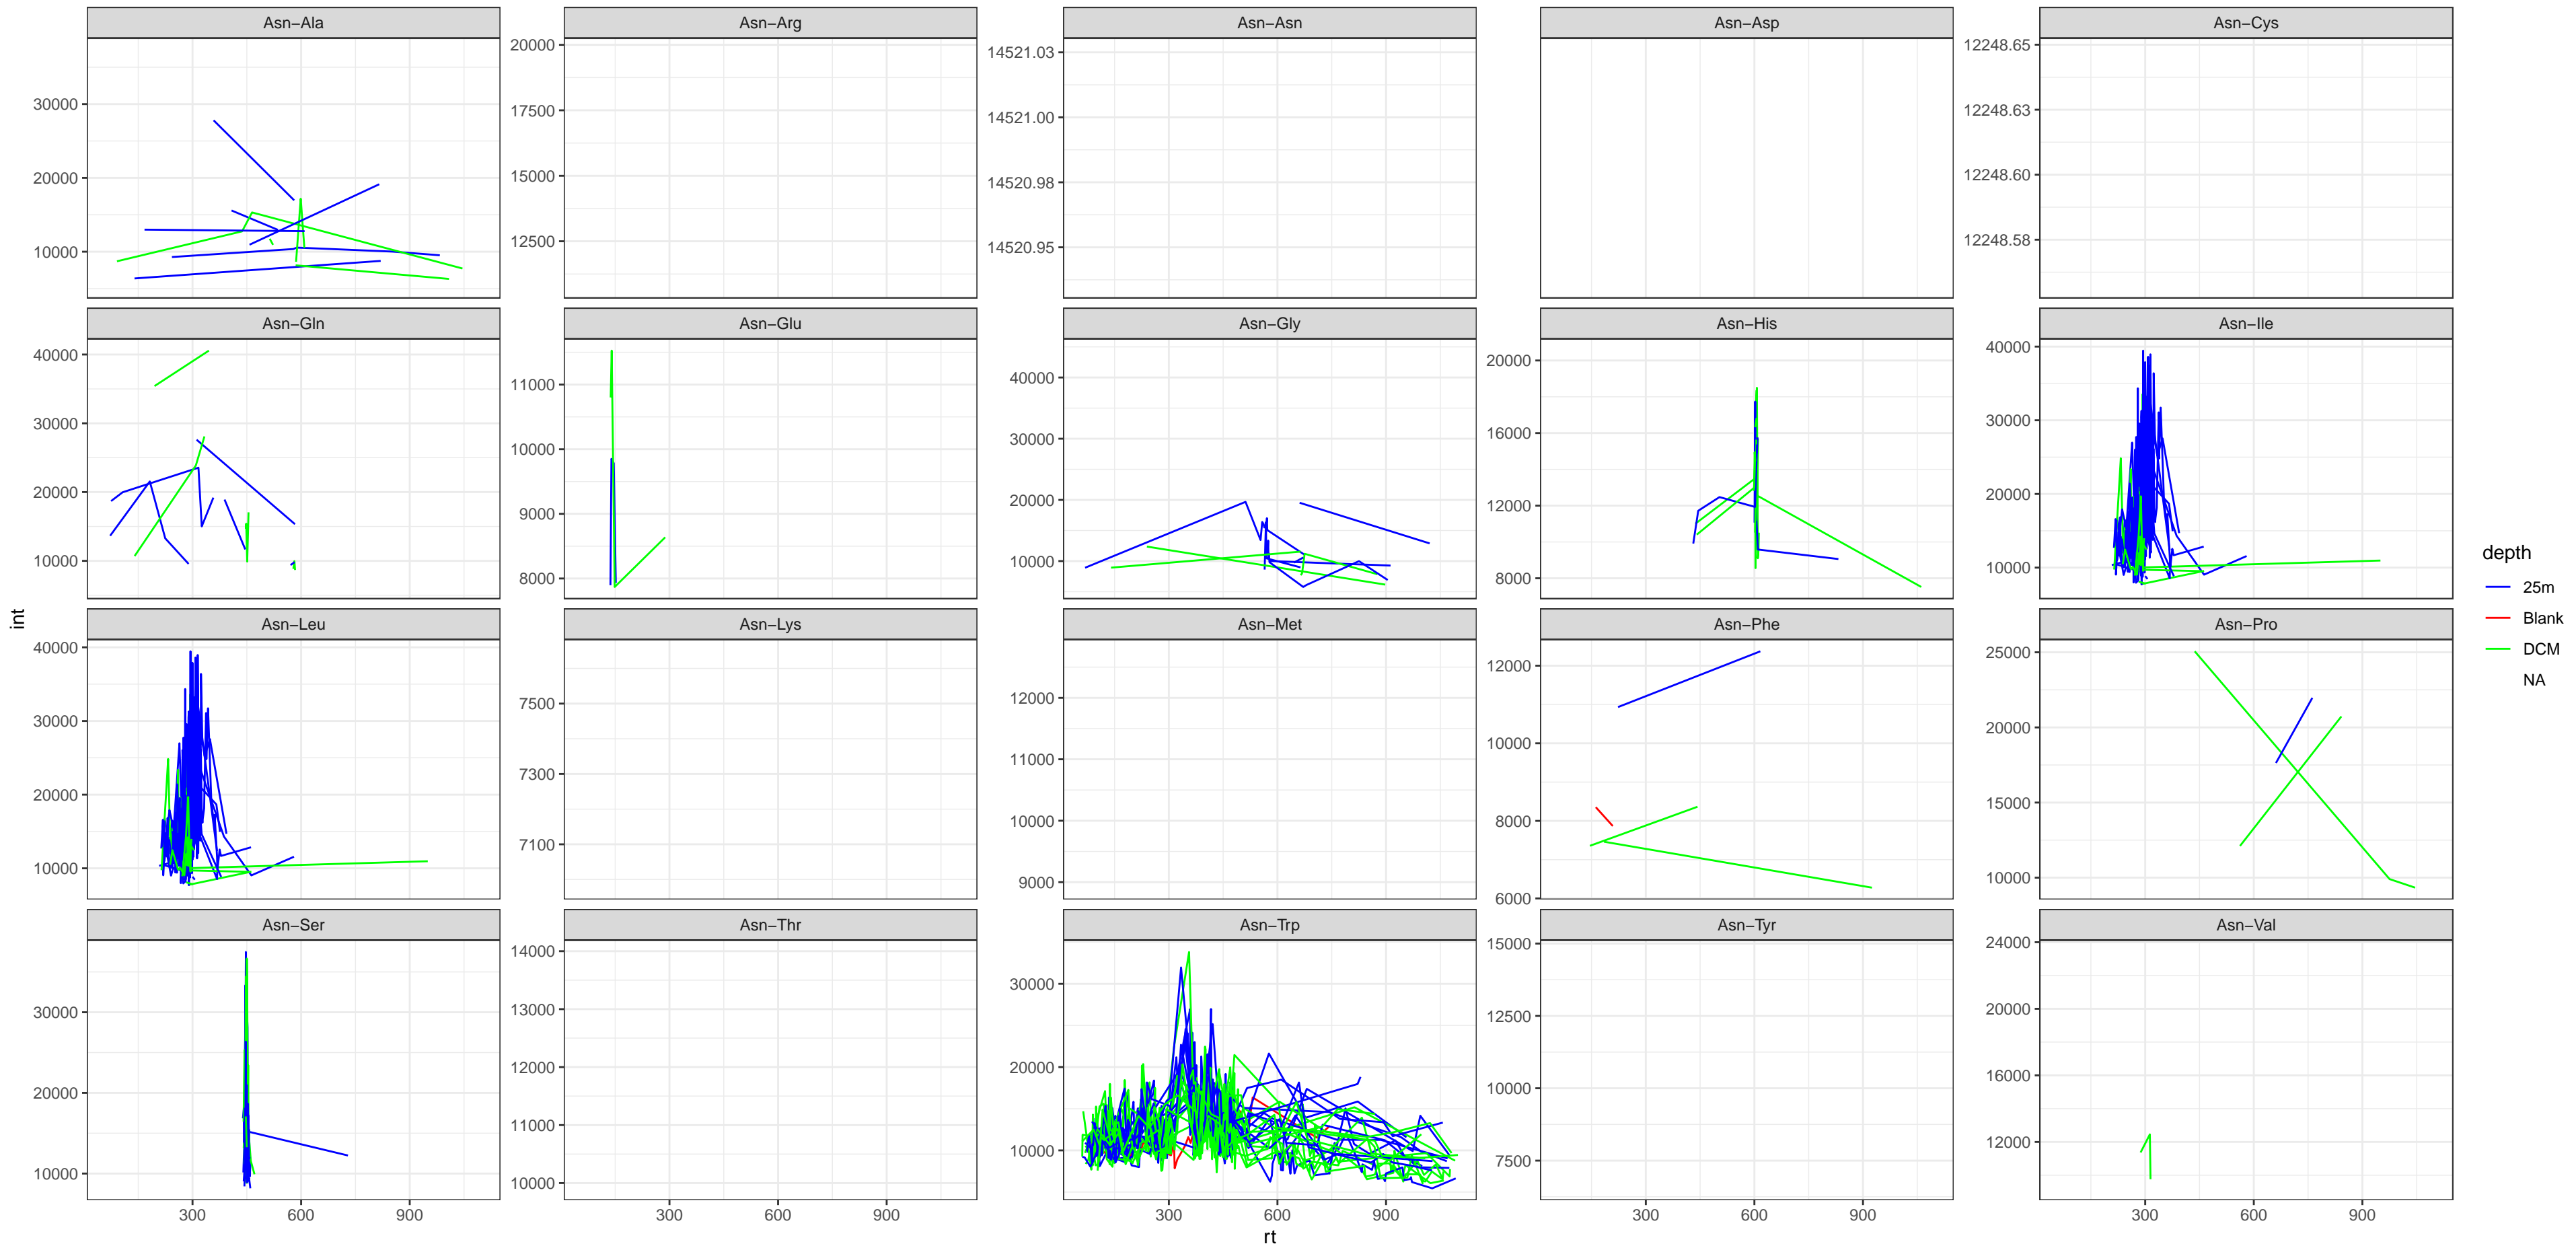 Asn−Ala
Asn−Arg
Asn−Asn
Asn−Asp
Asn−Cys
30000
20000
10000
20000
17500
15000
12500
14521.03
14521.00
14520.98
14520.95
12248.65
12248.63
12248.60
12248.58
Asn−Gln
Asn−Glu
Asn−Gly
Asn−His
Asn−Ile
40000
30000
20000
10000
11000
10000
9000
8000
40000
30000
20000
10000
20000
16000
12000
8000
40000
30000
20000
10000
Asn−Leu
Asn−Lys
Asn−Met
Asn−Phe
Asn−Pro
40000
30000
20000
10000
7500
7300
7100
12000
11000
10000
9000
12000
10000
8000
6000
25000
20000
15000
10000
Asn−Ser
Asn−Thr
Asn−Trp
Asn−Tyr
Asn−Val
30000
20000
10000
14000
13000
12000
11000
10000
30000
20000
10000
15000
12500
10000
7500
24000
20000
16000
12000
300 600 900
300 600 900
300 600 900
300 600 900
300 600 900
rt
int
depth
25m
Blank
DCM
NA